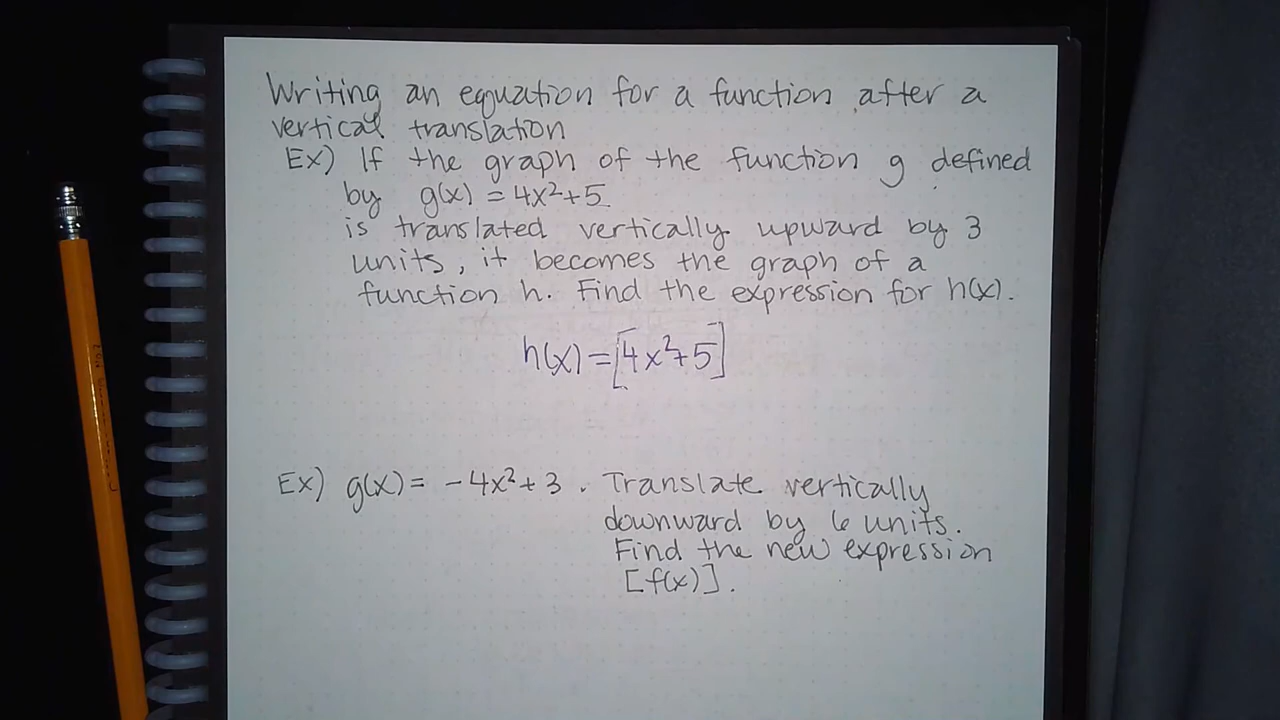 Writing an equation for a function after a
vertical translation
Ex) If the graph of the function g defined
by g(x) = 4x²+5.
is translated vertically upward by 3
units, it becomes the graph of a
function h. Find the expression for h(x).
h(x) = [4x²+5]
Ex) g(x) = -4x²+3. Translate vertically
downward by 6 units.
Find the new expression
[f(x)].